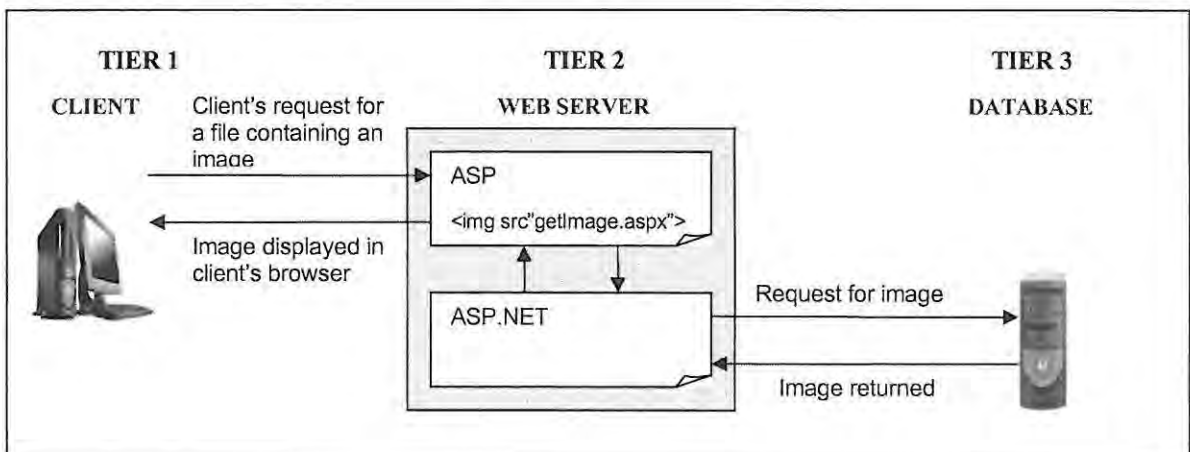 TIER 1
TIER 2
TIER 3
CLIENT
Client's request for
a file containing an
image
WEB SERVER
DATABASE
ASP
<img src"getImage.aspx">
Image displayed in
client's browser
ASP.NET
Request for image
Image returned